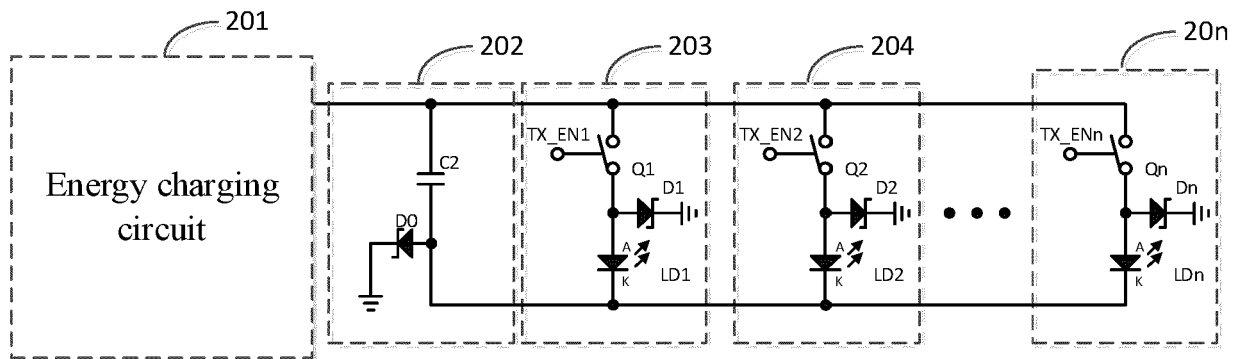 201
202
203
204
20n
Energy charging
circuit
C2
D0
TX_EN1
Q1
D1
A
K
LD1
TX_EN2
Q2
D2
A
K
LD2
TX_ENn
Qn
Dn
A
K
LDn